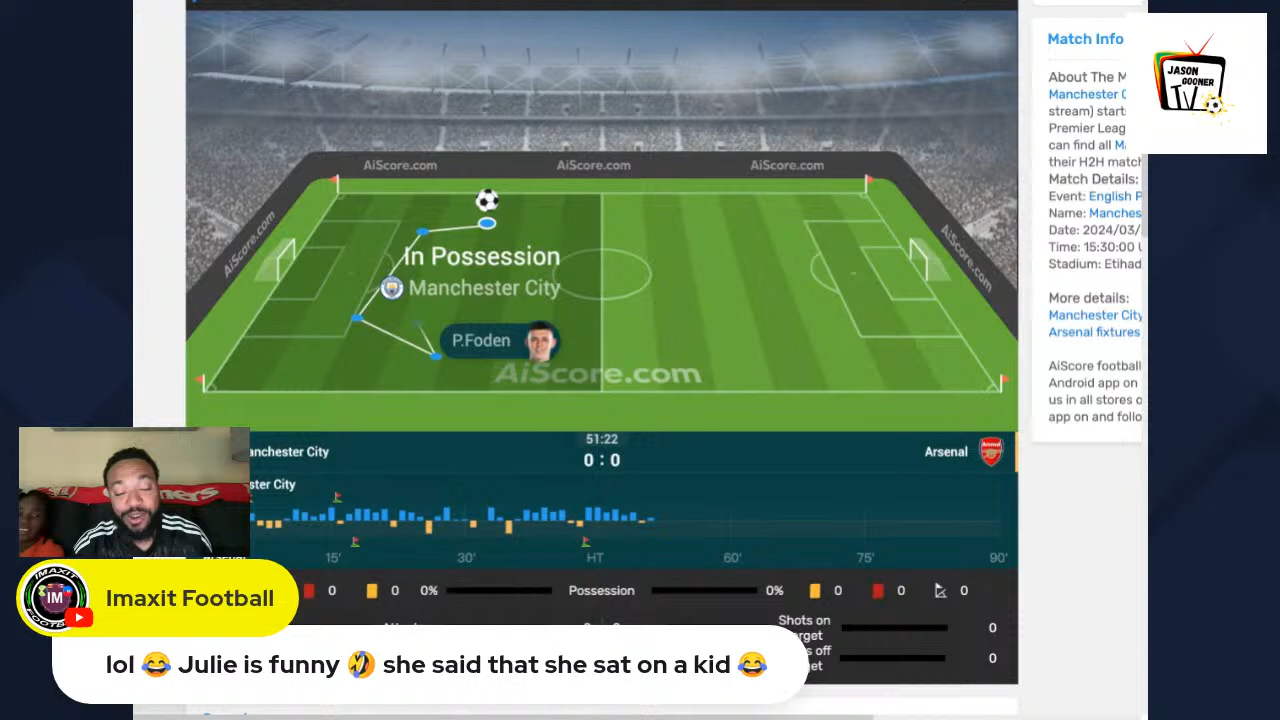 Match Info
JASON
GOONER
TV
About The M
Manchester C
stream) start
Premier Leag
can find all M
their H2H match
Match Details:
Event: English P
Name: Manches
Date: 2024/03/
Time: 15:30:00 U
Stadium: Etihad
More details:
Manchester City
Arsenal fixtures
AiScore football
Android app on
us in all stores o
app on and follo
AiScore.com AiScore.com AiScore.com
AiScore.com
AiScore.com
In Possession
Manchester City
P.Foden
AiScore.com
51:22
anchester City 0 : 0 Arsenal
ster City
15' 30' HT 60' 75' 90'
0 0 0% Possession 0% 0 0 0
Shots on
rget 0
s off
get 0
IMAXIT
IM
FOOTBALL
Imaxit Football
lol 😂 Julie is funny 🤣 she said that she sat on a kid 😂